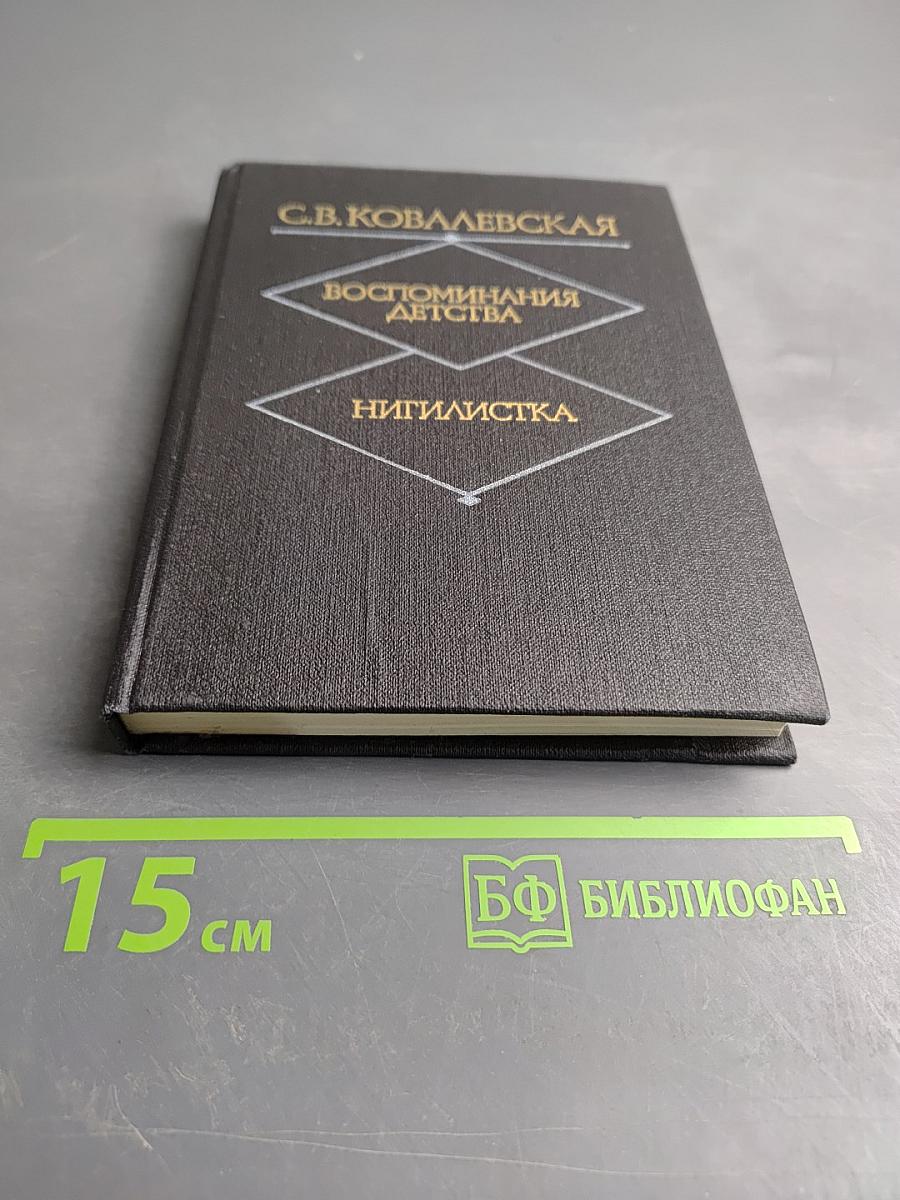 С.В. КОВАЛЕВСКАЯ
ВОСПОМИНАНИЯ
ДЕТСТВА
НИГИЛИСТКА
15 см
БФ БИБЛИОФАН